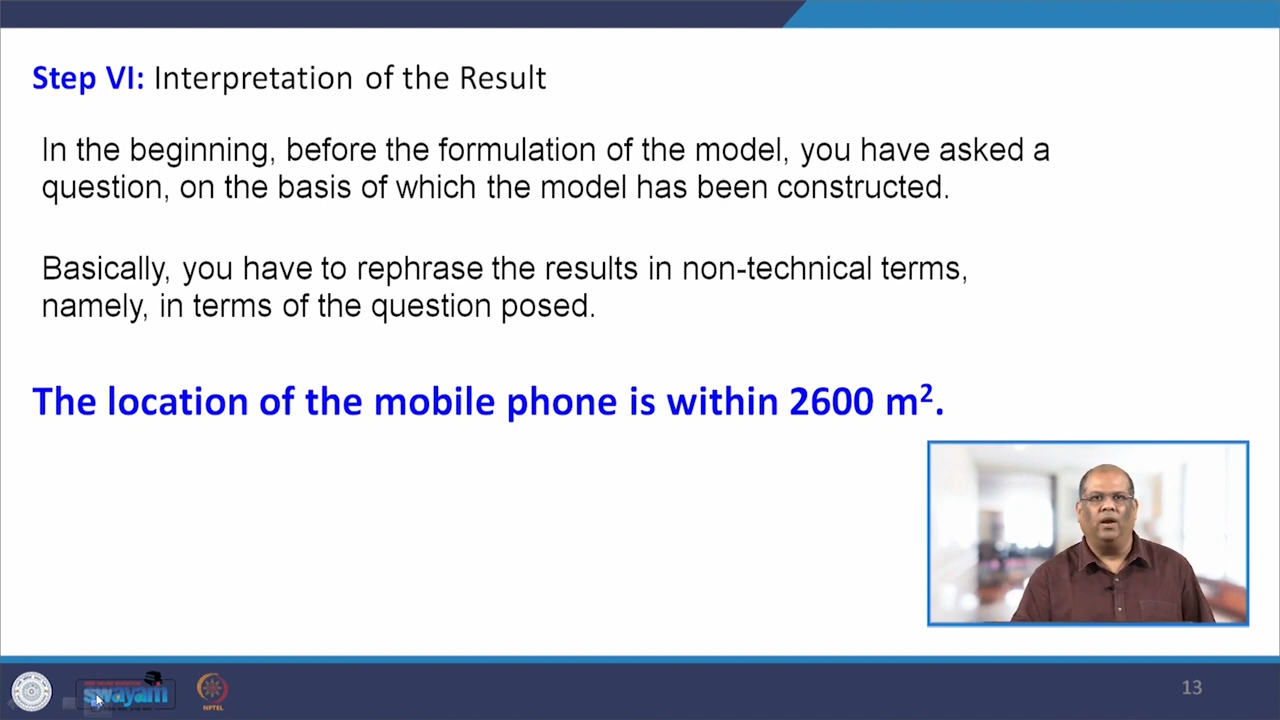 Step VI: Interpretation of the Result
In the beginning, before the formulation of the model, you have asked a
question, on the basis of which the model has been constructed.
Basically, you have to rephrase the results in non-technical terms,
namely, in terms of the question posed.
The location of the mobile phone is within 2600 m².
swayam
NPTEL
13